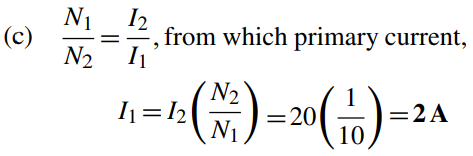 (c) N₁/N₂ = I₂/I₁, from which primary current,
I₁ = I₂(N₂/N₁) = 20(1/10) = 2 A